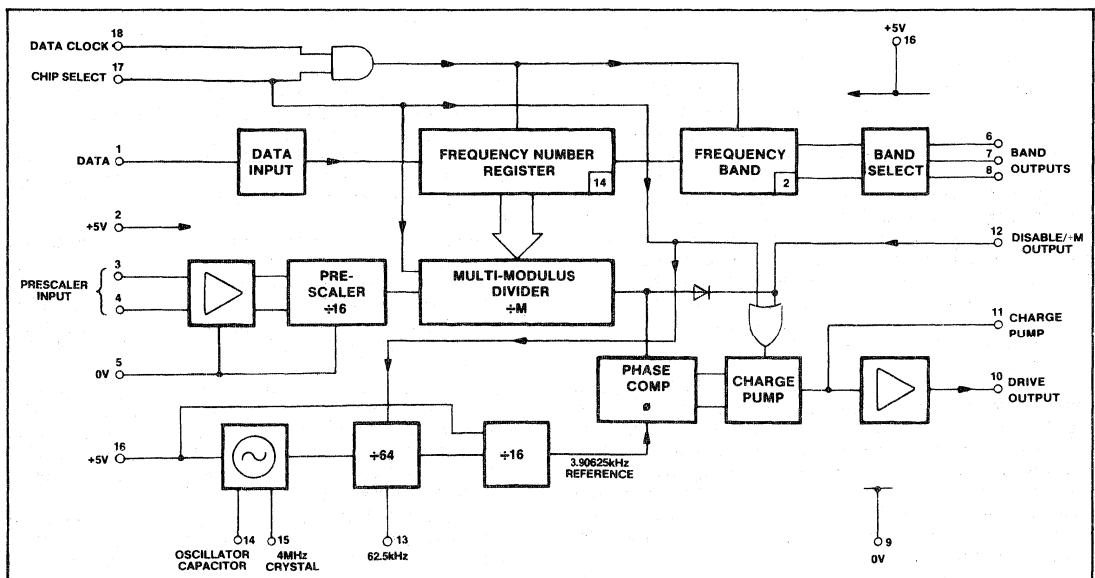 18
DATA CLOCK
17
CHIP SELECT
+5V
16
1
DATA
DATA
INPUT
FREQUENCY NUMBER
REGISTER
14
FREQUENCY
BAND
2
BAND
SELECT
6
7
8
BAND
OUTPUTS
2
+5V
12
DISABLE/÷M
OUTPUT
3
PRESCALER
INPUT
4
PRE-
SCALER
÷16
MULTI-MODULUS
DIVIDER
÷M
5
0V
11
CHARGE
PUMP
PHASE
COMP
ø
CHARGE
PUMP
10
DRIVE
OUTPUT
16
+5V
÷64
÷16
3.90625kHz
REFERENCE
14
OSCILLATOR
CAPACITOR
15
4MHz
CRYSTAL
13
62.5kHz
9
0V